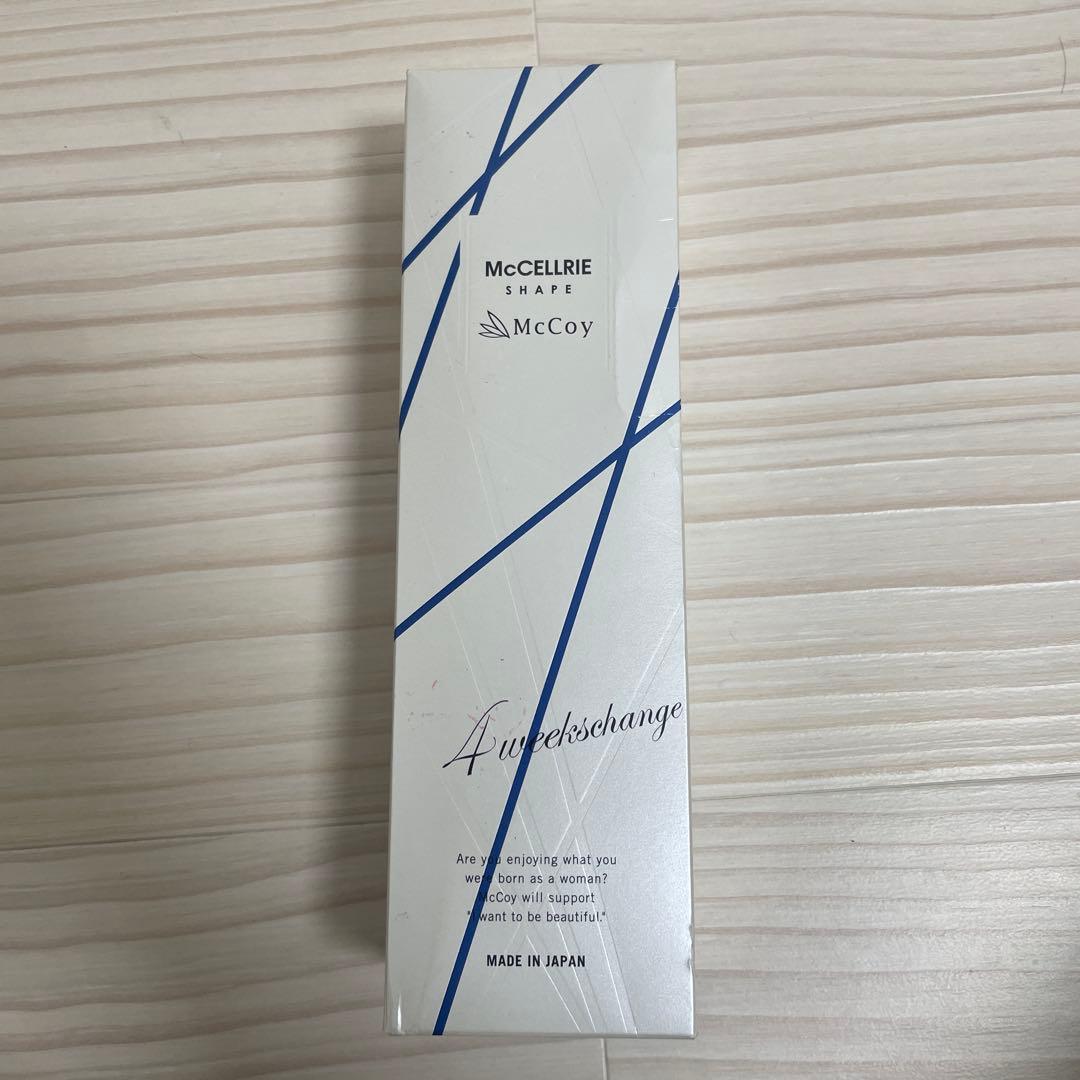 McCELLRIE
SHAPE
McCoy
4weekschange
Are you enjoying what you
were born as a woman?
McCoy will support
"I want to be beautiful."
MADE IN JAPAN